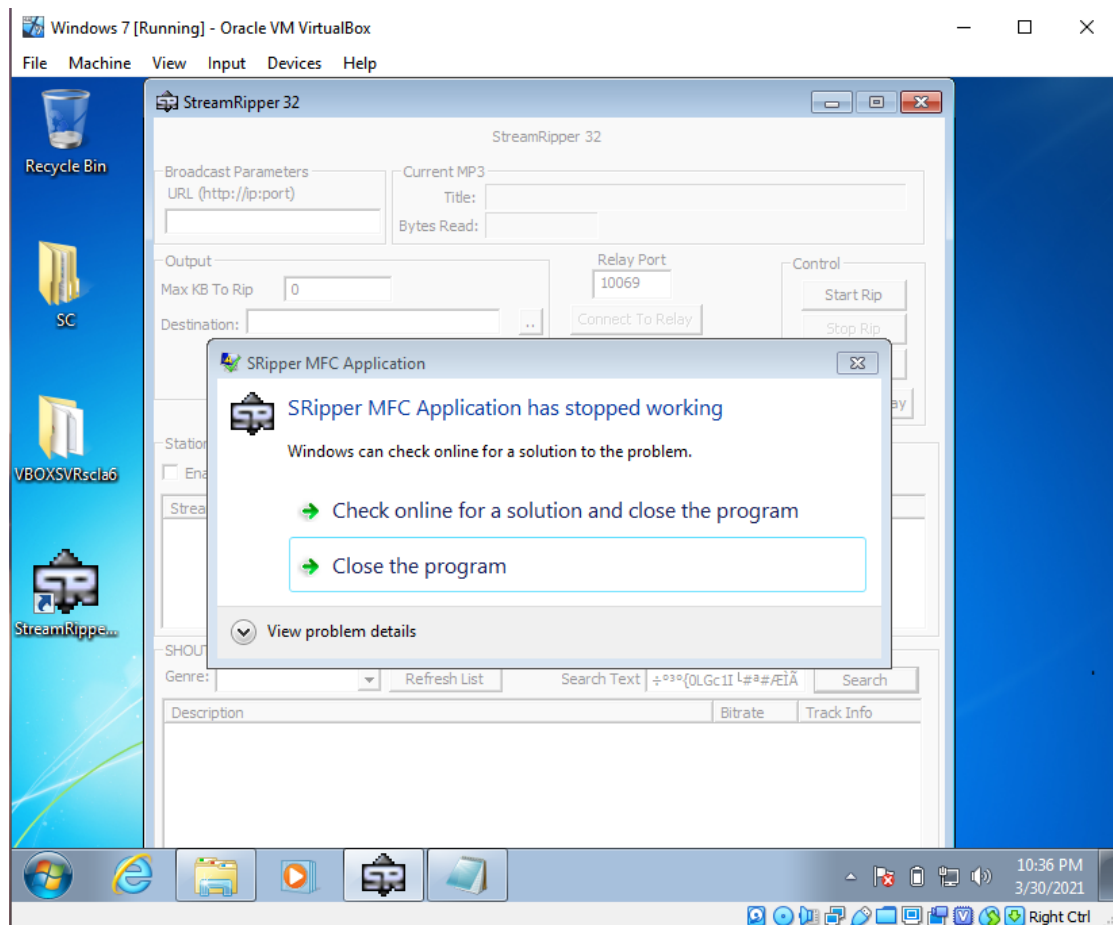 Windows 7 [Running] - Oracle VM VirtualBox
File Machine View Input Devices Help
Recycle Bin
SC
VBOXSVRscla6
StreamRippe...
StreamRipper 32
StreamRipper 32
Broadcast Parameters
URL (http://ip:port)
Current MP3
Title:
Bytes Read:
Output
Max KB To Rip 0
Destination: ..
Relay Port
10069
Connect To Relay
Control
Start Rip
Stop Rip
ay
SRipper MFC Application
SRipper MFC Application has stopped working
Windows can check online for a solution to the problem.
Check online for a solution and close the program
Close the program
View problem details
Station
Ena
Strea
SHOUT
Genre: Refresh List Search Text Search
Description Bitrate Track Info
10:36 PM
3/30/2021
Right Ctrl